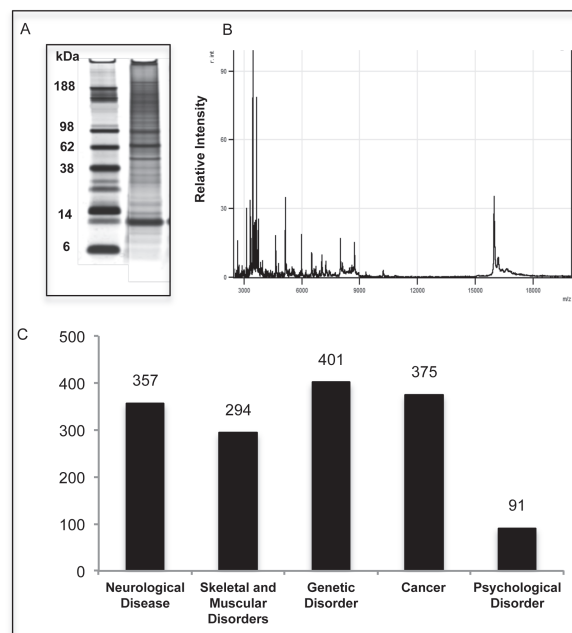 A
B
kDa
188
98
62
38
14
6
r. int.
Relative Intensity
90
60
30
0
3000
6000
9000
12000
15000
18000
m/z
C
500
400
300
200
100
0
357
294
401
375
91
Neurological Disease
Skeletal and Muscular Disorders
Genetic Disorder
Cancer
Psychological Disorder